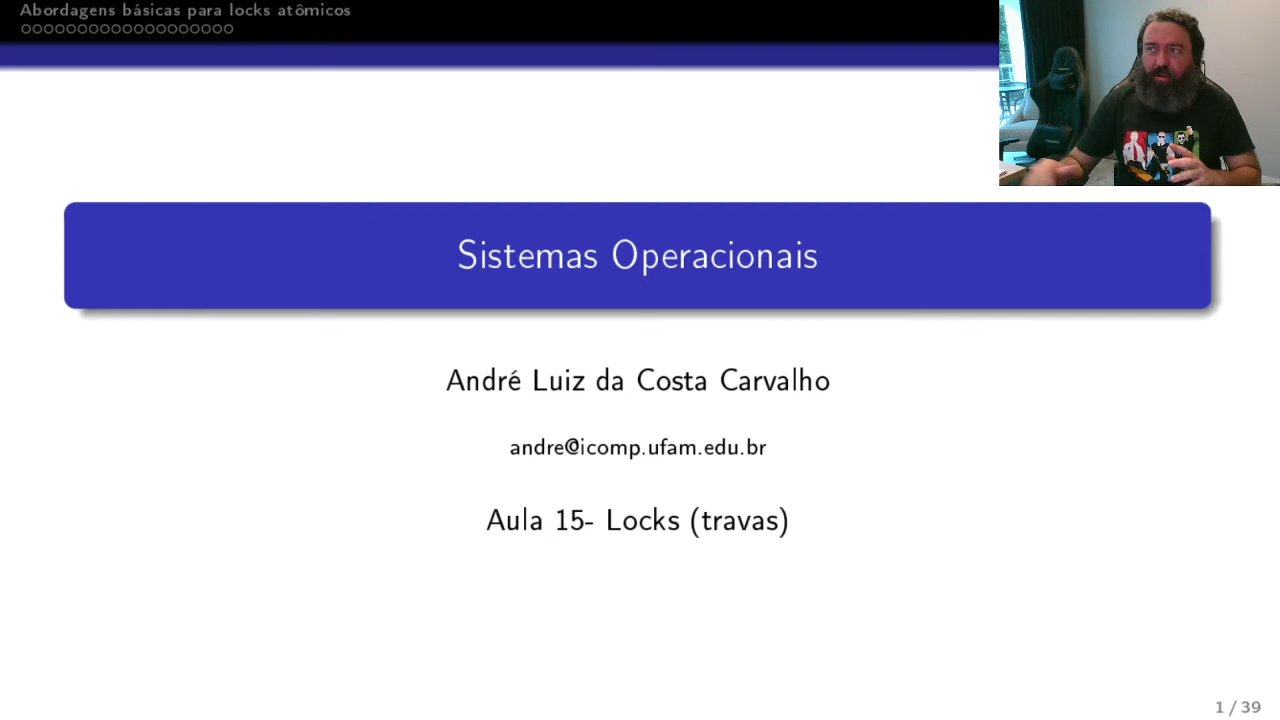 Abordagens básicas para locks atômicos
Sistemas Operacionais
André Luiz da Costa Carvalho
andre@icomp.ufam.edu.br
Aula 15- Locks (travas)
1 / 39